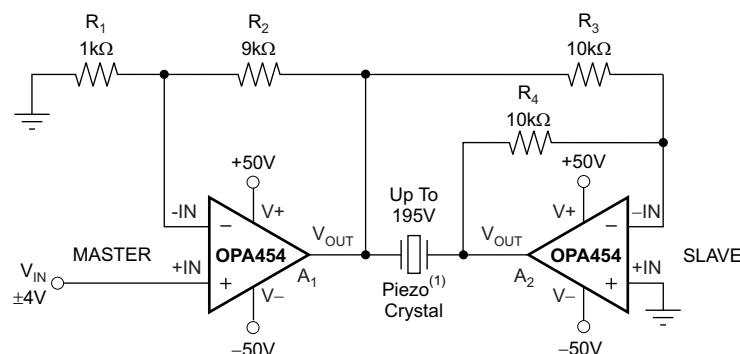 R1
1kΩ
R2
9kΩ
R3
10kΩ
R4
10kΩ
+50V
Up To
195V
+50V
-IN
V+
V+
–IN
−
OPA454
VOUT
VOUT
OPA454
−
MASTER
SLAVE
+IN
+
A1
Piezo(1)
Crystal
A2
+
+IN
VIN
±4V
V–
V–
–50V
–50V